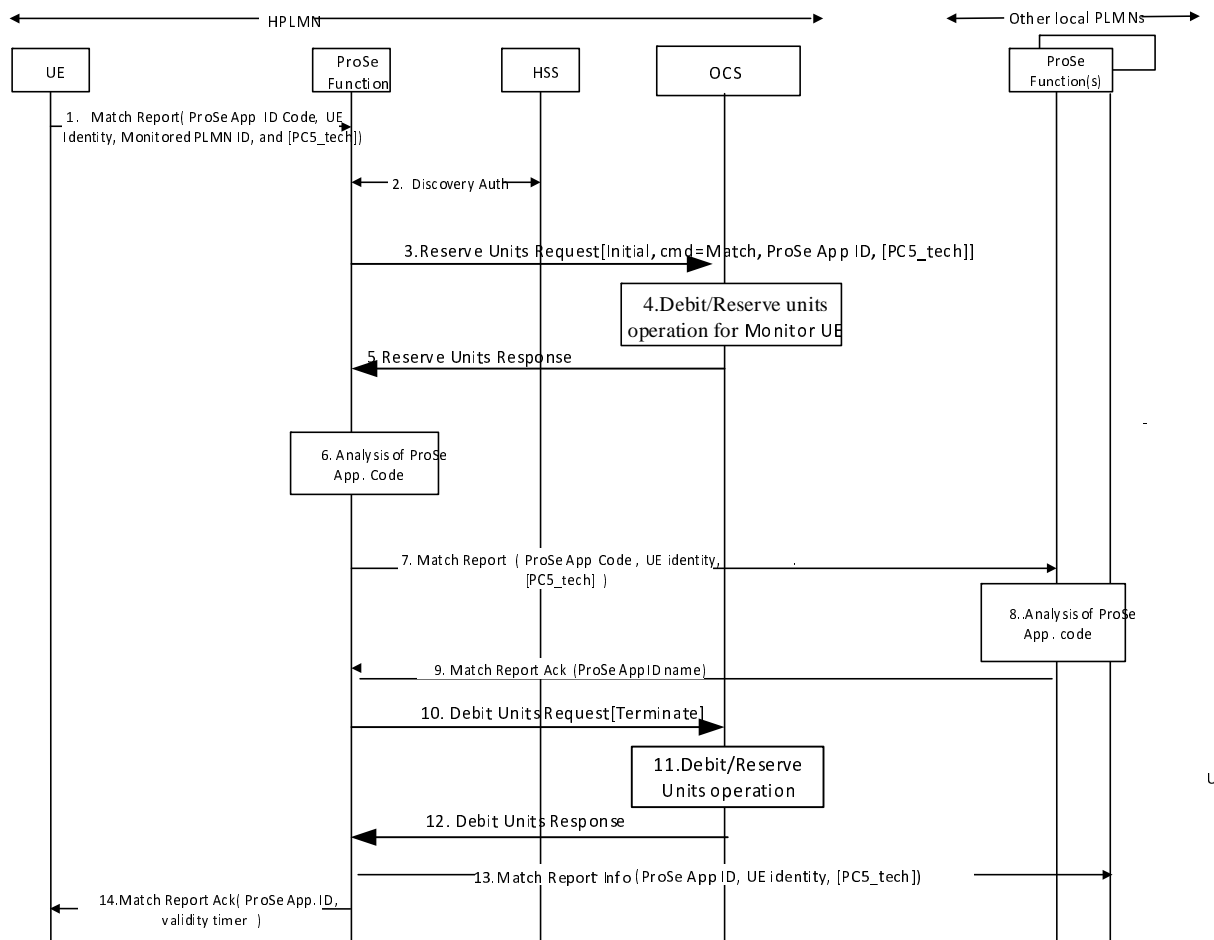 HPLMN
Other local PLMNs
UE
ProSe
Function
HSS
OCS
ProSe
Function(s)
1. Match Report( ProSe App ID Code, UE
Identity, Monitored PLMN ID, and [PC5_tech])
2. Discovery Auth
3.Reserve Units Request[Initial, cmd=Match, ProSe App ID, [PC5_tech]]
4.Debit/Reserve units
operation for Monitor UE
5.Reserve Units Response
6. Analysis of ProSe
App. Code
7. Match Report ( ProSe App Code, UE identity,
[PC5_tech] )
8..Analysis of ProSe
App. code
9. Match Report Ack (ProSe App ID name)
10. Debit Units Request[Terminate]
11.Debit/Reserve
Units operation
U
12. Debit Units Response
13.Match Report Info (ProSe App ID, UE identity, [PC5_tech])
14.Match Report Ack( ProSe App. ID,
validity timer )